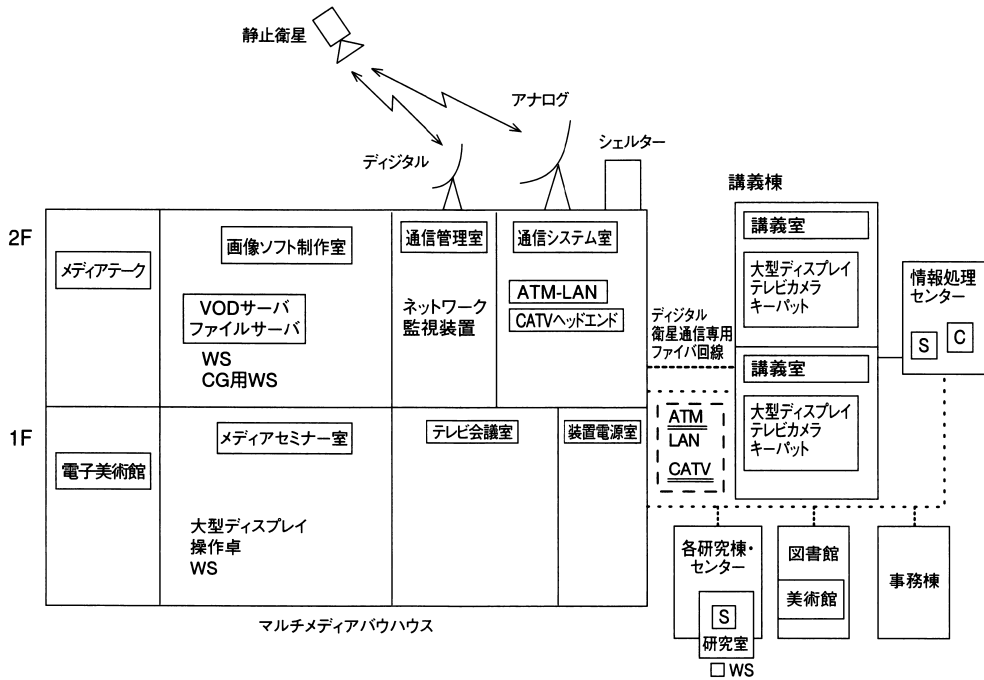 静止衛星
アナログ
ディジタル
シェルター
講義棟
2F
メディアテーク
画像ソフト制作室
VODサーバ
ファイルサーバ
WS
CG用WS
通信管理室
ネットワーク
監視装置
通信システム室
ATM-LAN
CATVヘッドエンド
ディジタル
衛星通信専用
ファイバ回線
講義室
大型ディスプレイ
テレビカメラ
キーパット
講義室
大型ディスプレイ
テレビカメラ
キーパット
情報処理
センター
S
C
1F
電子美術館
メディアセミナー室
大型ディスプレイ
操作卓
WS
テレビ会議室
装置電源室
ATM
LAN
CATV
各研究棟・
センター
S
研究室
WS
図書館
美術館
事務棟
マルチメディアバウハウス